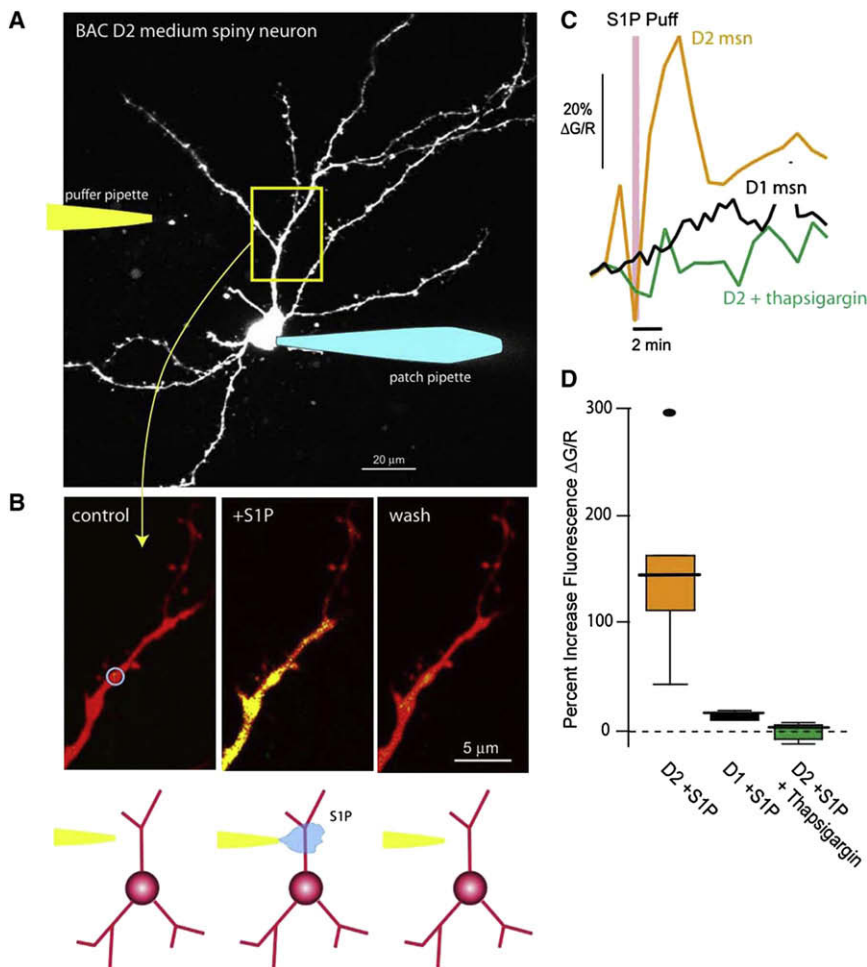 A
BAC D2 medium spiny neuron
puffer pipette
patch pipette
20 μm
B
control
+S1P
wash
5 μm
S1P
C
S1P Puff
D2 msn
20%
ΔG/R
D1 msn
D2 + thapsigargin
2 min
D
Percent Increase Fluorescence ΔG/R
300
200
100
0
D2 +S1P
D1 +S1P
D2 +S1P
+ Thapsigargin